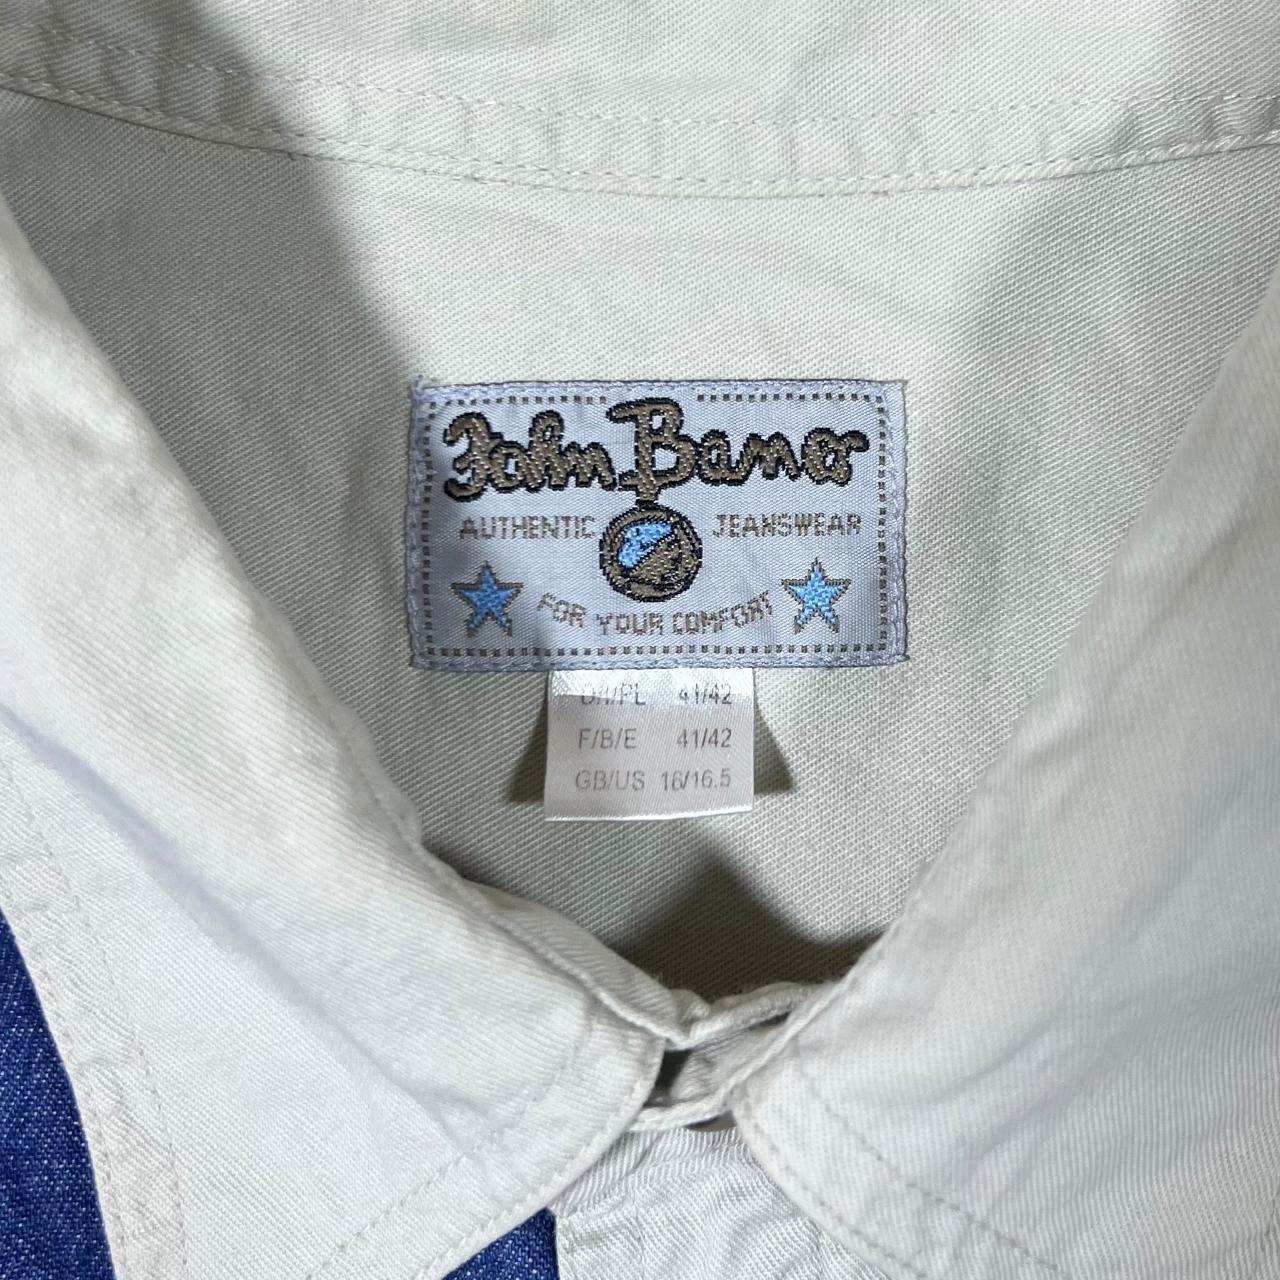 John Baner
AUTHENTIC JEANSWEAR
FOR YOUR COMFORT
41/42
F/B/E 41/42
GB/US 16/16.5